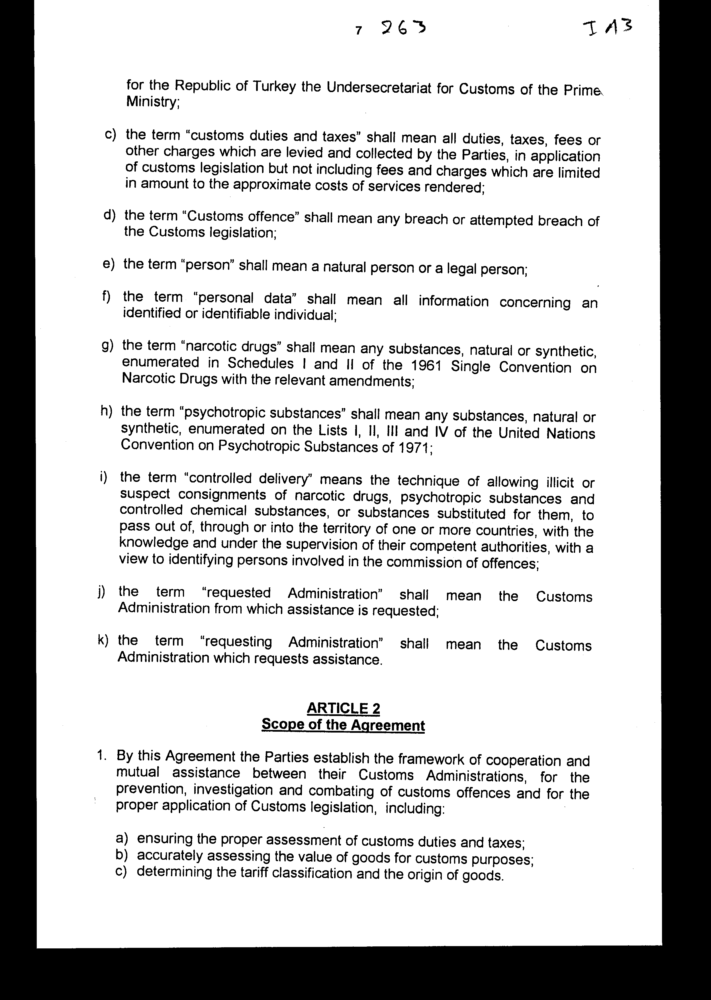 7 263 I A3
for the Republic of Turkey the Undersecretariat for Customs of the Prime
Ministry;
c) the term “customs duties and taxes” shall mean all duties, taxes, fees or
other charges which are levied and collected by the Parties, in application
of customs legislation but not including fees and charges which are limited
in amount to the approximate costs of services rendered;
d) the term “Customs offence” shall mean any breach or attempted breach of
the Customs legislation;
e) the term “person” shall mean a natural person or a legal person;
f) the term “personal data” shall mean all information concerning an
identified or identifiable individual;
g) the term “narcotic drugs” shall mean any substances, natural or synthetic,
enumerated in Schedules I and II of the 1961 Single Convention on
Narcotic Drugs with the relevant amendments;
h) the term “psychotropic substances” shall mean any substances, natural or
synthetic, enumerated on the Lists I, II, III and IV of the United Nations
Convention on Psychotropic Substances of 1971;
i) the term “controlled delivery” means the technique of allowing illicit or
suspect consignments of narcotic drugs, psychotropic substances and
controlled chemical substances, or substances substituted for them, to
pass out of, through or into the territory of one or more countries, with the
knowledge and under the supervision of their competent authorities, with a
view to identifying persons involved in the commission of offences;
j) the term “requested Administration” shall mean the Customs
Administration from which assistance is requested;
k) the term “requesting Administration” shall mean the Customs
Administration which requests assistance.
ARTICLE 2
Scope of the Agreement
1. By this Agreement the Parties establish the framework of cooperation and
mutual assistance between their Customs Administrations, for the
prevention, investigation and combating of customs offences and for the
proper application of Customs legislation, including:
a) ensuring the proper assessment of customs duties and taxes;
b) accurately assessing the value of goods for customs purposes;
c) determining the tariff classification and the origin of goods.